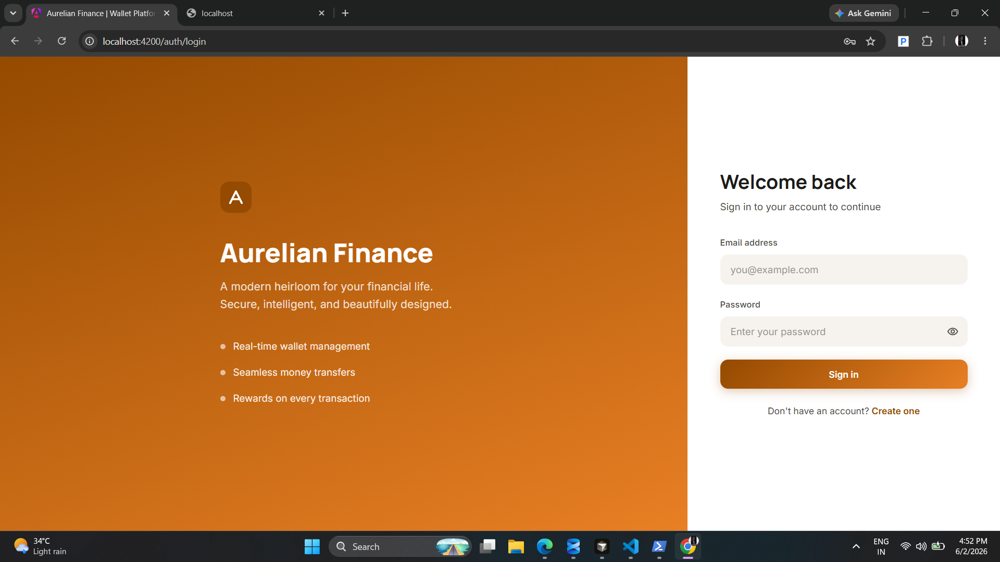 Aurelian Finance | Wallet Platfor
localhost
Ask Gemini
localhost:4200/auth/login
P
A
Aurelian Finance
A modern heirloom for your financial life.
Secure, intelligent, and beautifully designed.
Real-time wallet management
Seamless money transfers
Rewards on every transaction
Welcome back
Sign in to your account to continue
Email address
you@example.com
Password
Enter your password
Sign in
Don't have an account? Create one
34°C
Light rain
Search
ENG
IN
4:52 PM
6/2/2026